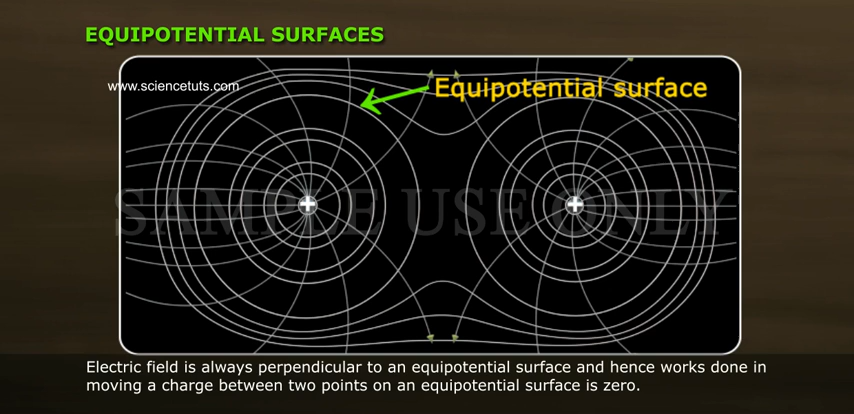 EQUIPOTENTIAL SURFACES
www.sciencetuts.com
Equipotential surface
SAMPLE USE ONLY
+ +
Electric field is always perpendicular to an equipotential surface and hence works done in
moving a charge between two points on an equipotential surface is zero.